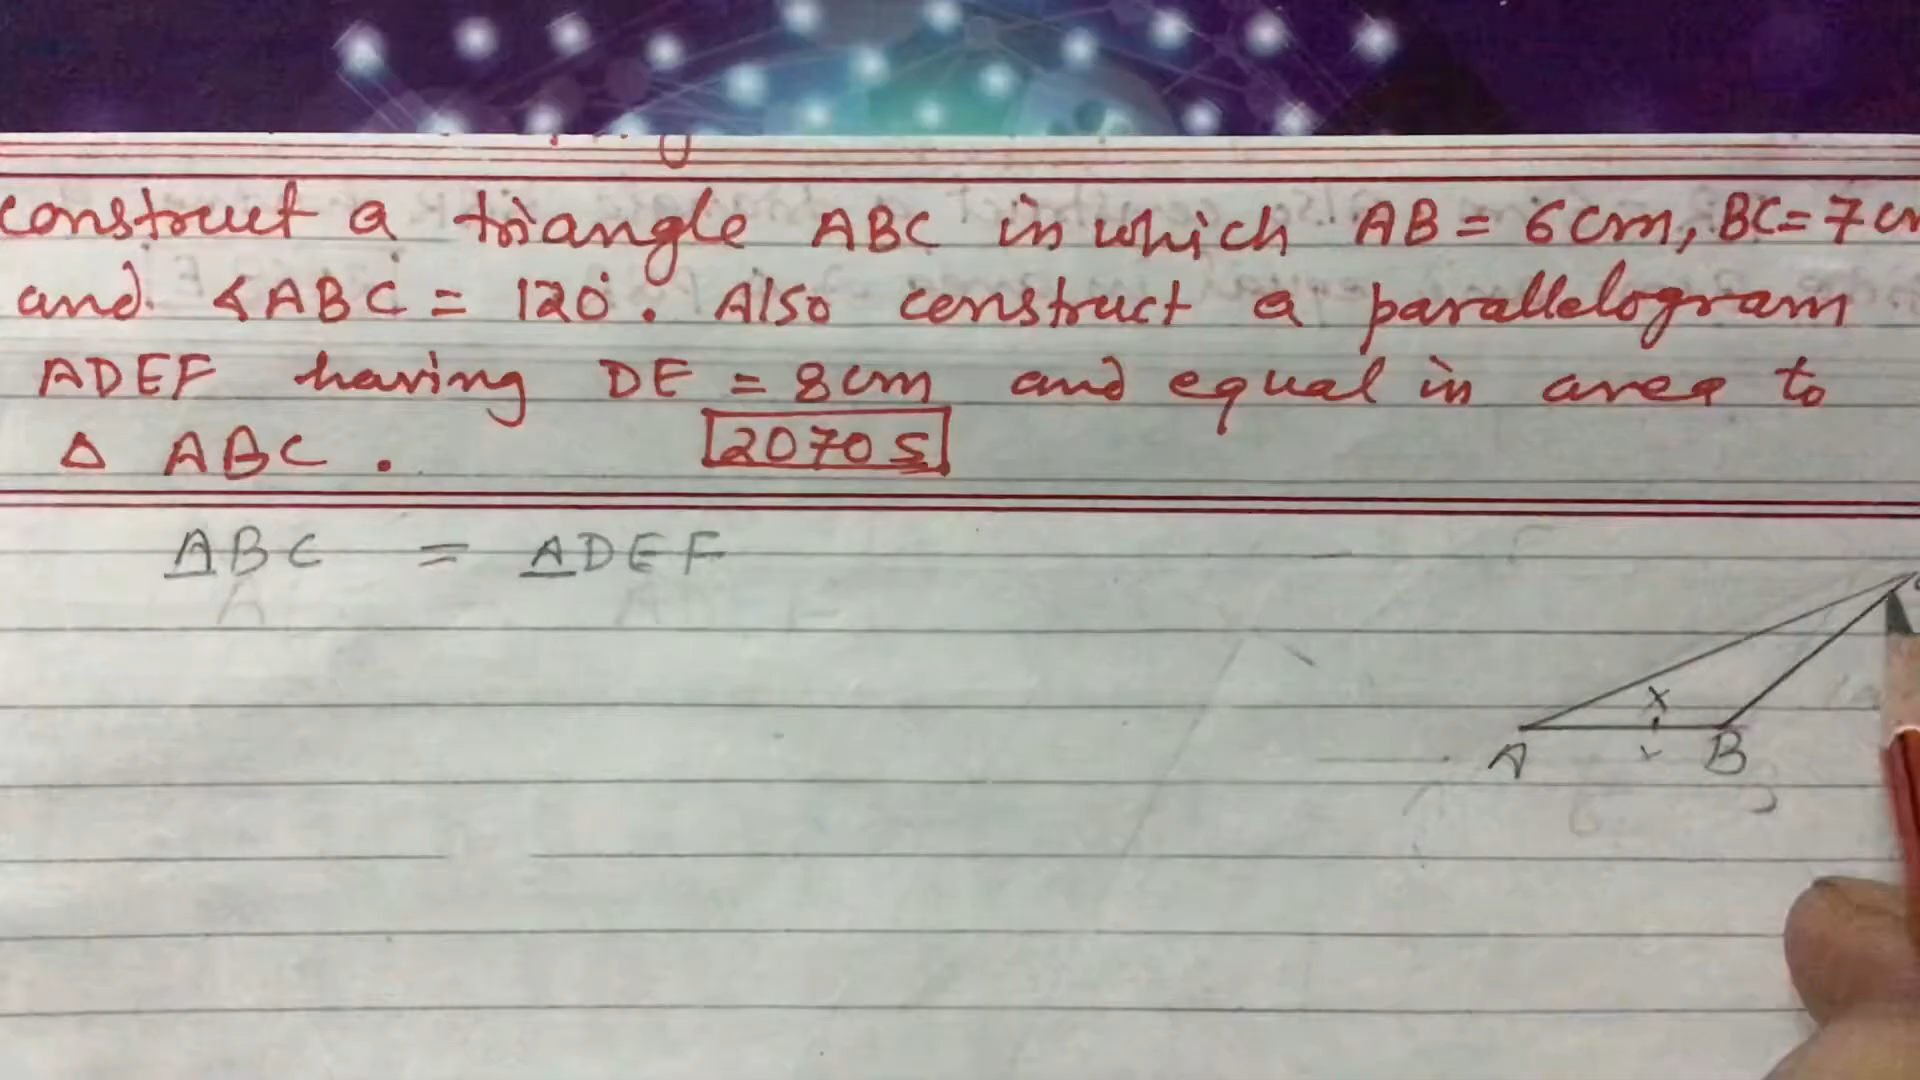 construct a triangle ABC in which AB = 6cm, BC = 7cm
and ∢ABC = 120°. Also construct a parallelogram
ADEF having DE = 8cm and equal in area to
Δ ABC. 2070 S
ABC = ADEF
A B